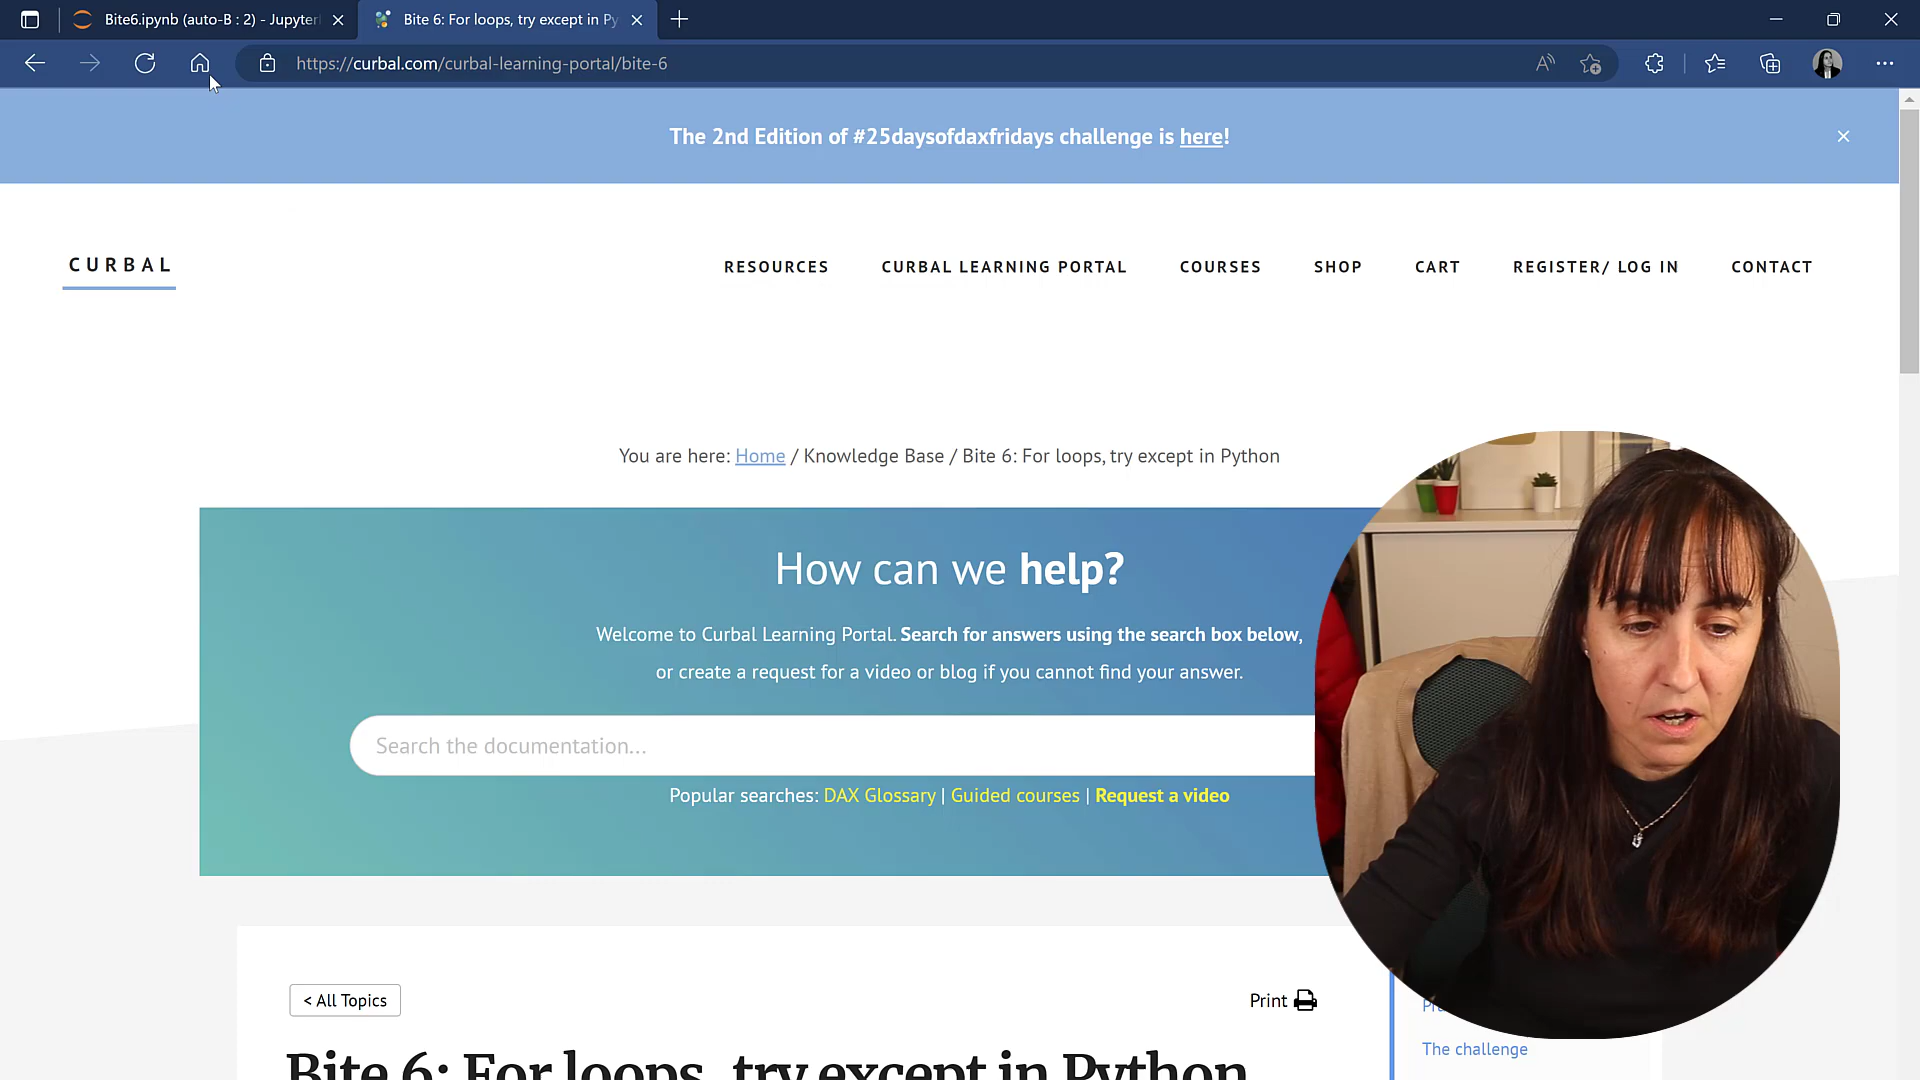 Bite6.ipynb (auto-B : 2) - Jupyterl
Bite 6: For loops, try except in Py
https://curbal.com/curbal-learning-portal/bite-6
The 2nd Edition of #25daysofdaxfridays challenge is here!
CURBAL
RESOURCES
CURBAL LEARNING PORTAL
COURSES
SHOP
CART
REGISTER/ LOG IN
CONTACT
You are here: Home / Knowledge Base / Bite 6: For loops, try except in Python
How can we help?
Welcome to Curbal Learning Portal. Search for answers using the search box below,
or create a request for a video or blog if you cannot find your answer.
Search the documentation...
Popular searches: DAX Glossary | Guided courses | Request a video
< All Topics
Print
The challenge
Bite 6: For loops, try except in Python